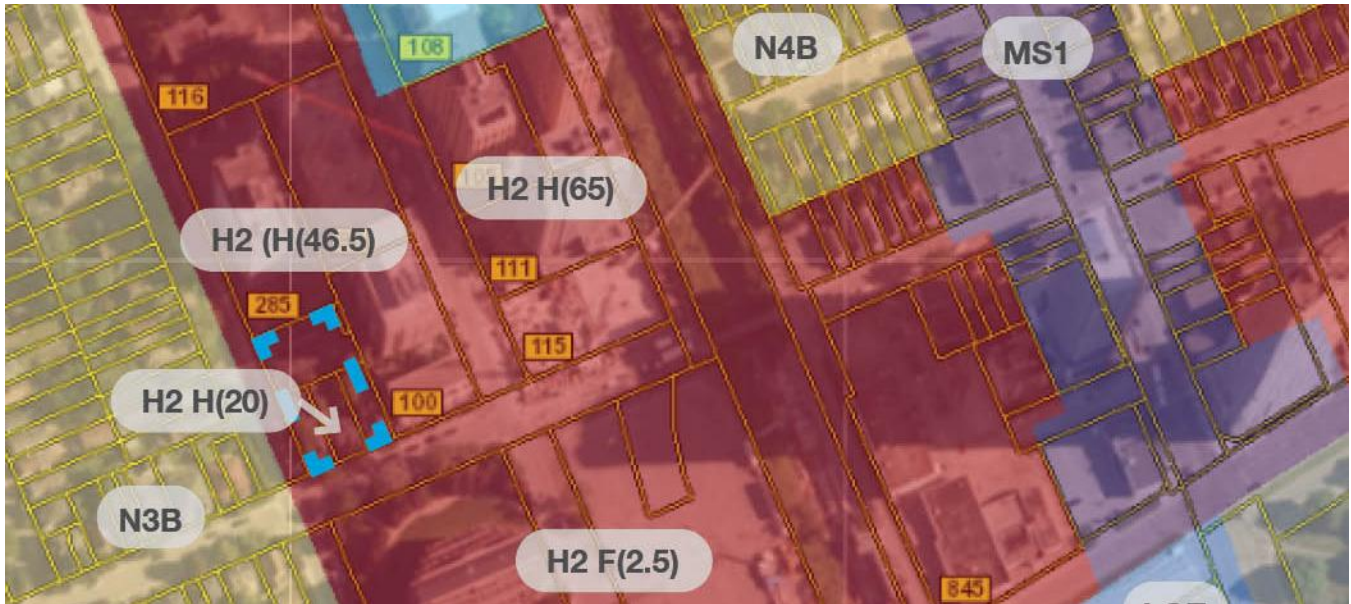 108
N4B
MS1
116
H2 H(65)
H2 (H(46.5)
111
285
115
H2 H(20)
100
N3B
H2 F(2.5)
845